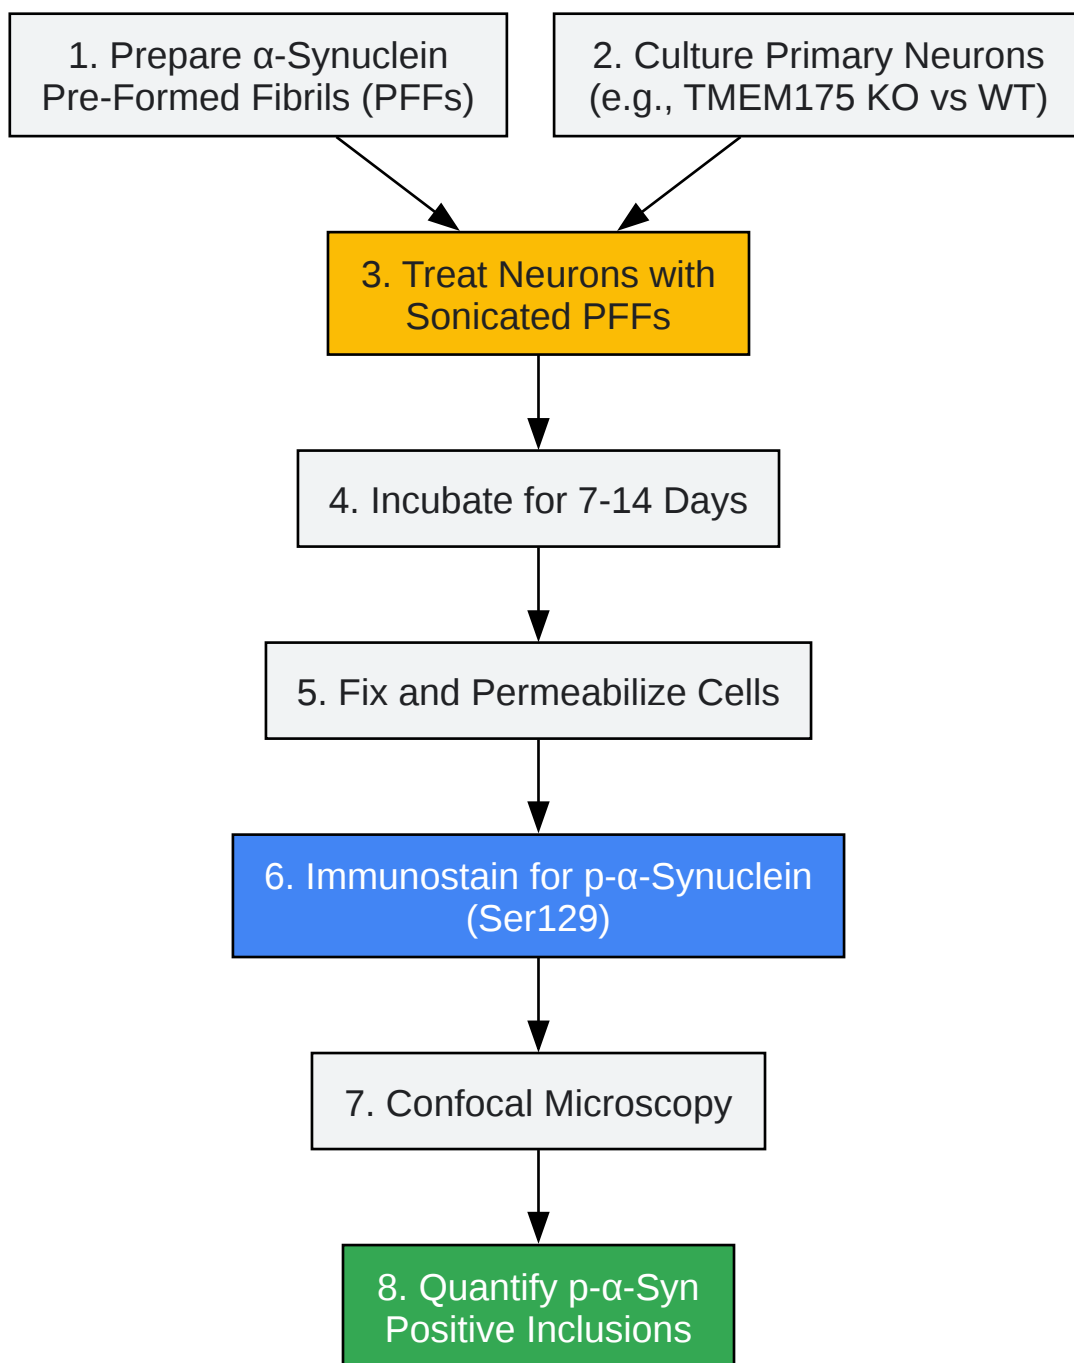 1. Prepare α-Synuclein
Pre-Formed Fibrils (PFFs)
2. Culture Primary Neurons
(e.g., TMEM175 KO vs WT)
3. Treat Neurons with
Sonicated PFFs
4. Incubate for 7-14 Days
5. Fix and Permeabilize Cells
6. Immunostain for p-α-Synuclein
(Ser129)
7. Confocal Microscopy
8. Quantify p-α-Syn
Positive Inclusions